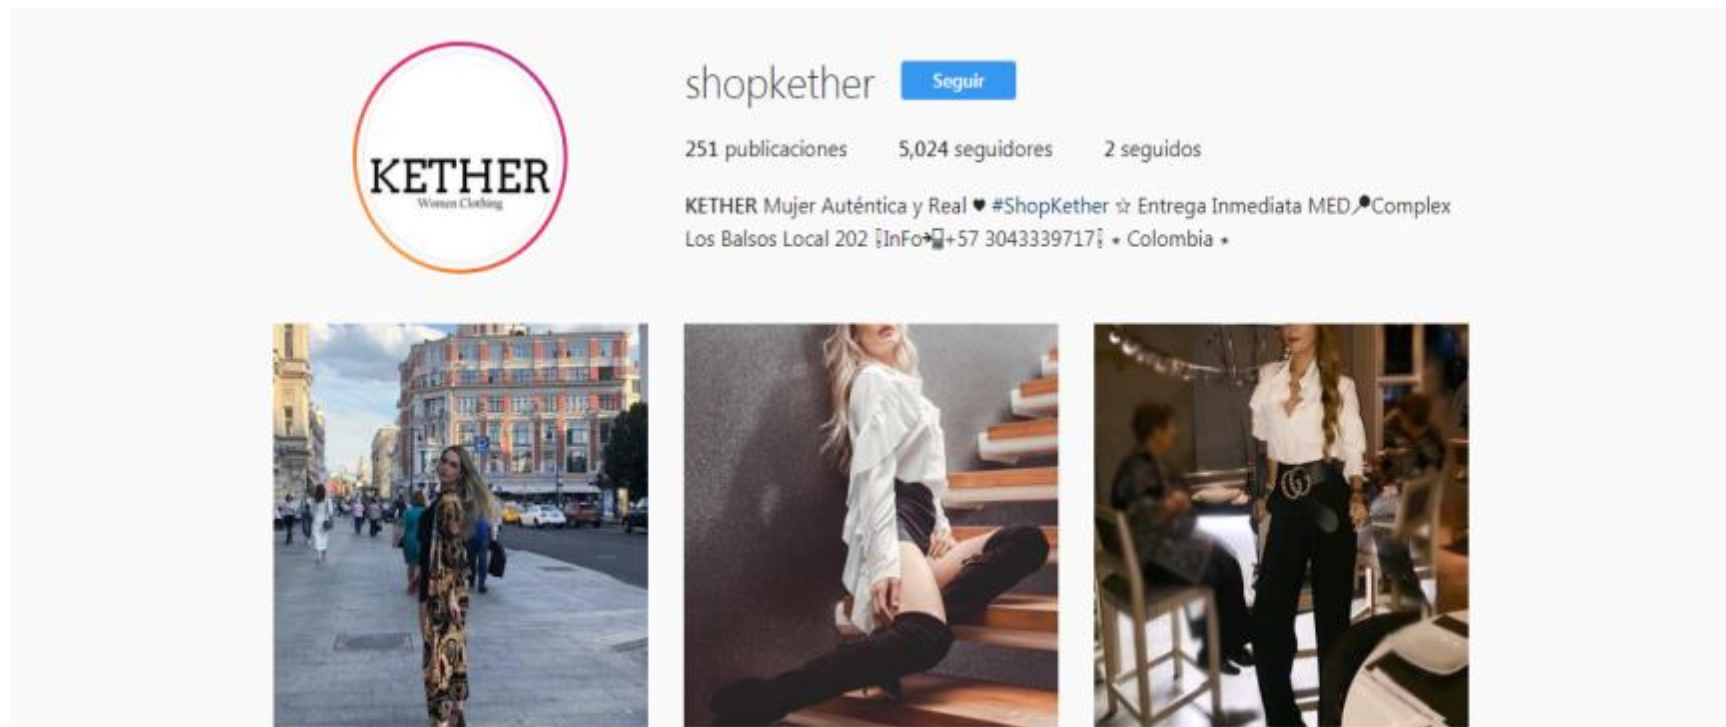 KETHER
Women Clothing
shopkether Seguir
251 publicaciones 5,024 seguidores 2 seguidos
KETHER Mujer Auténtica y Real ♥ #ShopKether ☆ Entrega Inmediata MED📍Complex
Los Balsos Local 202 ⁞InFo➔📱+57 3043339717⁞ ⋆ Colombia ⋆